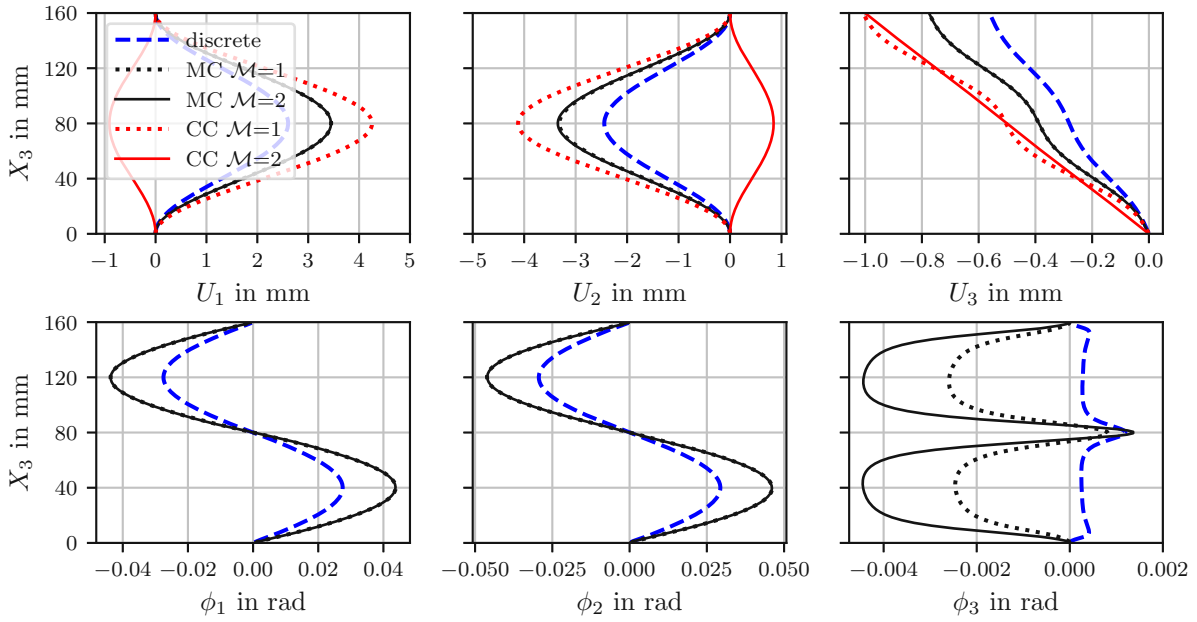 160
120
80
40
0
X₃ in mm
discrete
MC ℳ=1
MC ℳ=2
CC ℳ=1
CC ℳ=2
−1 0 1 2 3 4 5
U₁ in mm
−5 −4 −3 −2 −1 0 1
U₂ in mm
−1.0 −0.8 −0.6 −0.4 −0.2 0.0
U₃ in mm
160
120
80
40
0
X₃ in mm
−0.04 −0.02 0.00 0.02 0.04
ϕ₁ in rad
−0.050 −0.025 0.000 0.025 0.050
ϕ₂ in rad
−0.004 −0.002 0.000 0.002
ϕ₃ in rad